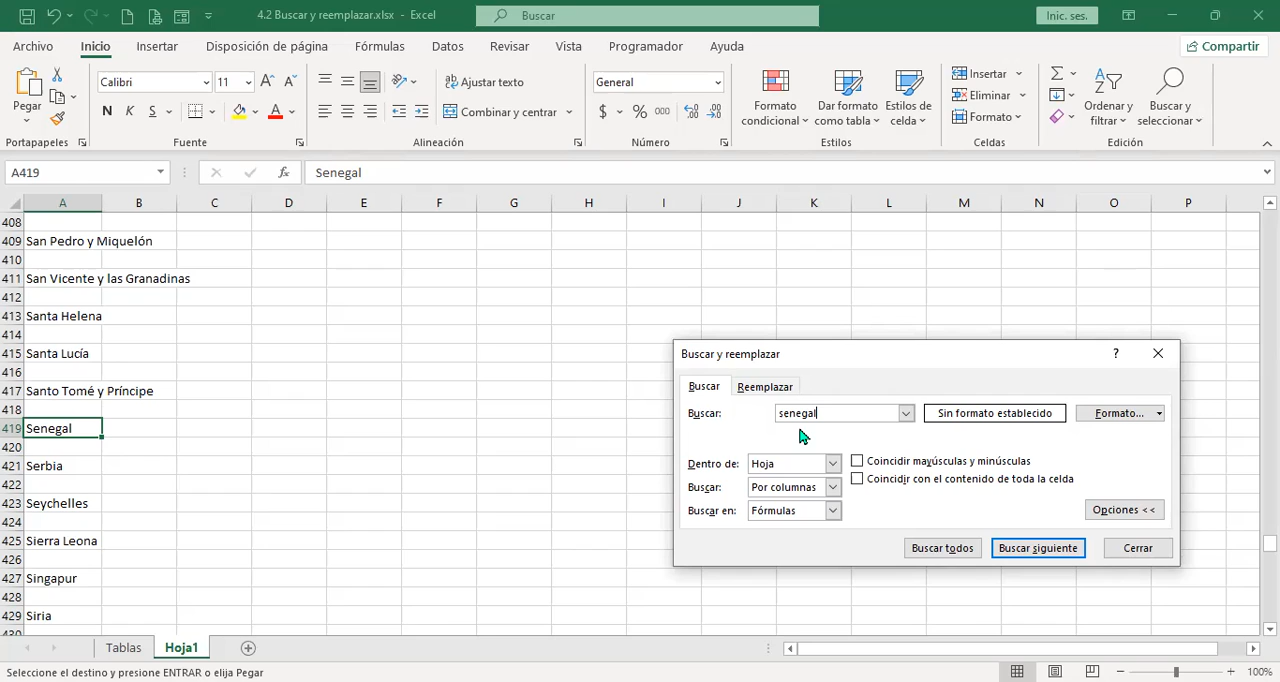 4.2 Buscar y reemplazar.xlsx - Excel
Buscar
Inic. ses.
Archivo Inicio Insertar Disposición de página Fórmulas Datos Revisar Vista Programador Ayuda
Compartir
Pegar
Calibri 11
Ajustar texto
General
Formato condicional
Dar formato como tabla
Estilos de celda
Insertar
Eliminar
Formato
Ordenar y filtrar
Buscar y seleccionar
N K S
Combinar y centrar
$ % 000
Portapapeles Fuente Alineación Número Estilos Celdas Edición
A419 fx Senegal
A B C D E F G H I J K L M N O P
408
409 San Pedro y Miquelón
410
411 San Vicente y las Granadinas
412
413 Santa Helena
414
415 Santa Lucía
416
417 Santo Tomé y Príncipe
418
419 Senegal
420
421 Serbia
422
423 Seychelles
424
425 Sierra Leona
426
427 Singapur
428
429 Siria
430
Buscar y reemplazar ?
Buscar Reemplazar
Buscar: senegal Sin formato establecido Formato...
Dentro de: Hoja Coincidir mayúsculas y minúsculas
Buscar: Por columnas Coincidir con el contenido de toda la celda
Buscar en: Fórmulas Opciones <<
Buscar todos Buscar siguiente Cerrar
Tablas Hoja1
Seleccione el destino y presione ENTRAR o elija Pegar 100%